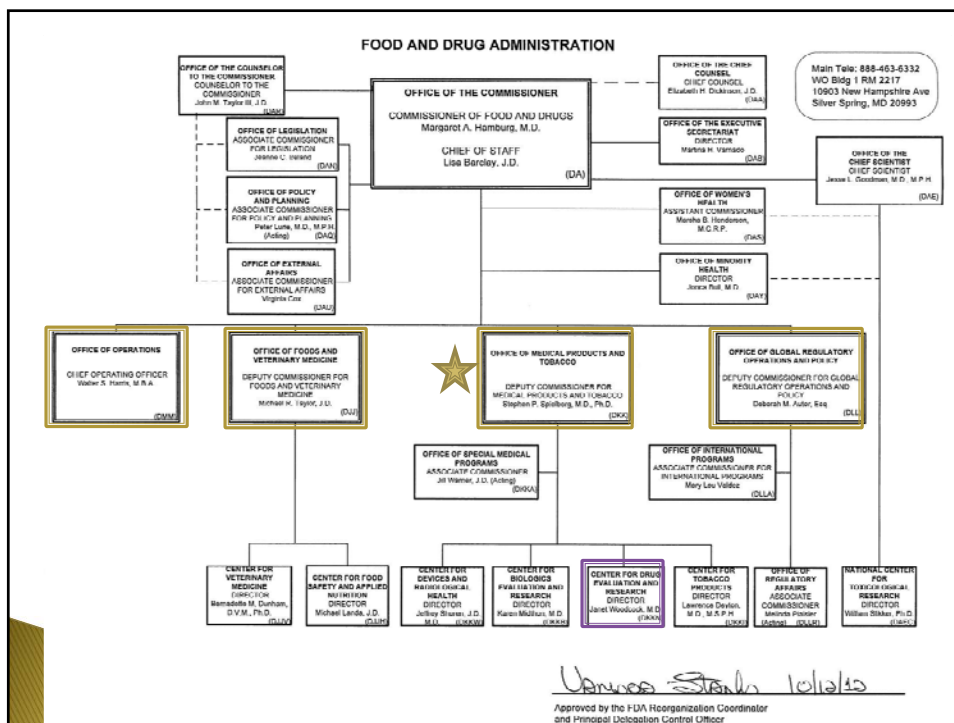 FOOD AND DRUG ADMINISTRATION
OFFICE OF THE COUNSELOR
TO THE COMMISSIONER
COUNSELOR TO THE
COMMISSIONER
John M. Taylor III, J.D.
OFFICE OF THE COMMISSIONER
COMMISSIONER OF FOOD AND DRUGS
Margaret A. Hamburg, M.D.
CHIEF OF STAFF
Lisa Barclay, J.D.
(DA)
OFFICE OF THE CHIEF
COUNSEL
CHIEF COUNSEL
Elizabeth H. Dickinson, J.D.
(DAA)
Main Tele: 888-463-6332
WO Bldg 1 RM 2217
10903 New Hampshire Ave
Silver Spring, MD 20993
OFFICE OF LEGISLATION
ASSOCIATE COMMISSIONER
FOR LEGISLATION
Jeanne C. Ireland
(DAN)
OFFICE OF THE EXECUTIVE
SECRETARIAT
DIRECTOR
Martina H. Varnado
(DAB)
OFFICE OF THE
CHIEF SCIENTIST
CHIEF SCIENTIST
Jesse L. Goodman, M.D., M.P.H.
(DAE)
OFFICE OF POLICY
AND PLANNING
ASSOCIATE COMMISSIONER
FOR POLICY AND PLANNING
Peter Lurie, M.D., M.P.H.
(Acting) (DAQ)
OFFICE OF WOMEN'S
HEALTH
ASSISTANT COMMISSIONER
Marsha B. Henderson,
M.C.R.P.
(DAS)
OFFICE OF EXTERNAL
AFFAIRS
ASSOCIATE COMMISSIONER
FOR EXTERNAL AFFAIRS
Virginia Cox
(DAU)
OFFICE OF MINORITY
HEALTH
DIRECTOR
Jonca Bull, M.D.
(DAY)
OFFICE OF OPERATIONS
CHIEF OPERATING OFFICER
Walter S. Harris, M.B.A.
(DMM)
OFFICE OF FOODS AND
VETERINARY MEDICINE
DEPUTY COMMISSIONER FOR
FOODS AND VETERINARY
MEDICINE
Michael R. Taylor, J.D.
(DJJ)
OFFICE OF MEDICAL PRODUCTS AND
TOBACCO
DEPUTY COMMISSIONER FOR
MEDICAL PRODUCTS AND TOBACCO
Stephen P. Spielberg, M.D., Ph.D.
(DKK)
OFFICE OF GLOBAL REGULATORY
OPERATIONS AND POLICY
DEPUTY COMMISSIONER FOR GLOBAL
REGULATORY OPERATIONS AND
POLICY
Deborah M. Autor, Esq
(DLL)
OFFICE OF SPECIAL MEDICAL
PROGRAMS
ASSOCIATE COMMISSIONER
Jill Warner, J.D. (Acting)
(DKKA)
OFFICE OF INTERNATIONAL
PROGRAMS
ASSOCIATE COMMISSIONER FOR
INTERNATIONAL PROGRAMS
Mary Lou Valdez
(DLLA)
CENTER FOR
VETERINARY
MEDICINE
DIRECTOR
Bernadette M. Dunham,
D.V.M., Ph.D.
(DJJV)
CENTER FOR FOOD
SAFETY AND APPLIED
NUTRITION
DIRECTOR
Michael Landa, J.D.
(DJJH)
CENTER FOR
DEVICES AND
RADIOLOGICAL
HEALTH
DIRECTOR
Jeffrey Shuren, J.D.
M.D. (DKKW)
CENTER FOR
BIOLOGICS
EVALUATION AND
RESEARCH
DIRECTOR
Karen Midthun, M.D
(DKKB)
CENTER FOR DRUG
EVALUATION AND
RESEARCH
DIRECTOR
Janet Woodcock, M.D
(DKKN)
CENTER FOR
TOBACCO
PRODUCTS
DIRECTOR
Lawrence Deyton,
M.D., M.S.P.H
(DKKI)
OFFICE OF
REGULATORY
AFFAIRS
ASSOCIATE
COMMISSIONER
Melinda Plaisier
(Acting) (DLLR)
NATIONAL CENTER
FOR
TOXICOLOGICAL
RESEARCH
DIRECTOR
William Slikker, Ph.D.
(DAEC)
10/12/12
Approved by the FDA Reorganization Coordinator
and Principal Delegation Control Officer